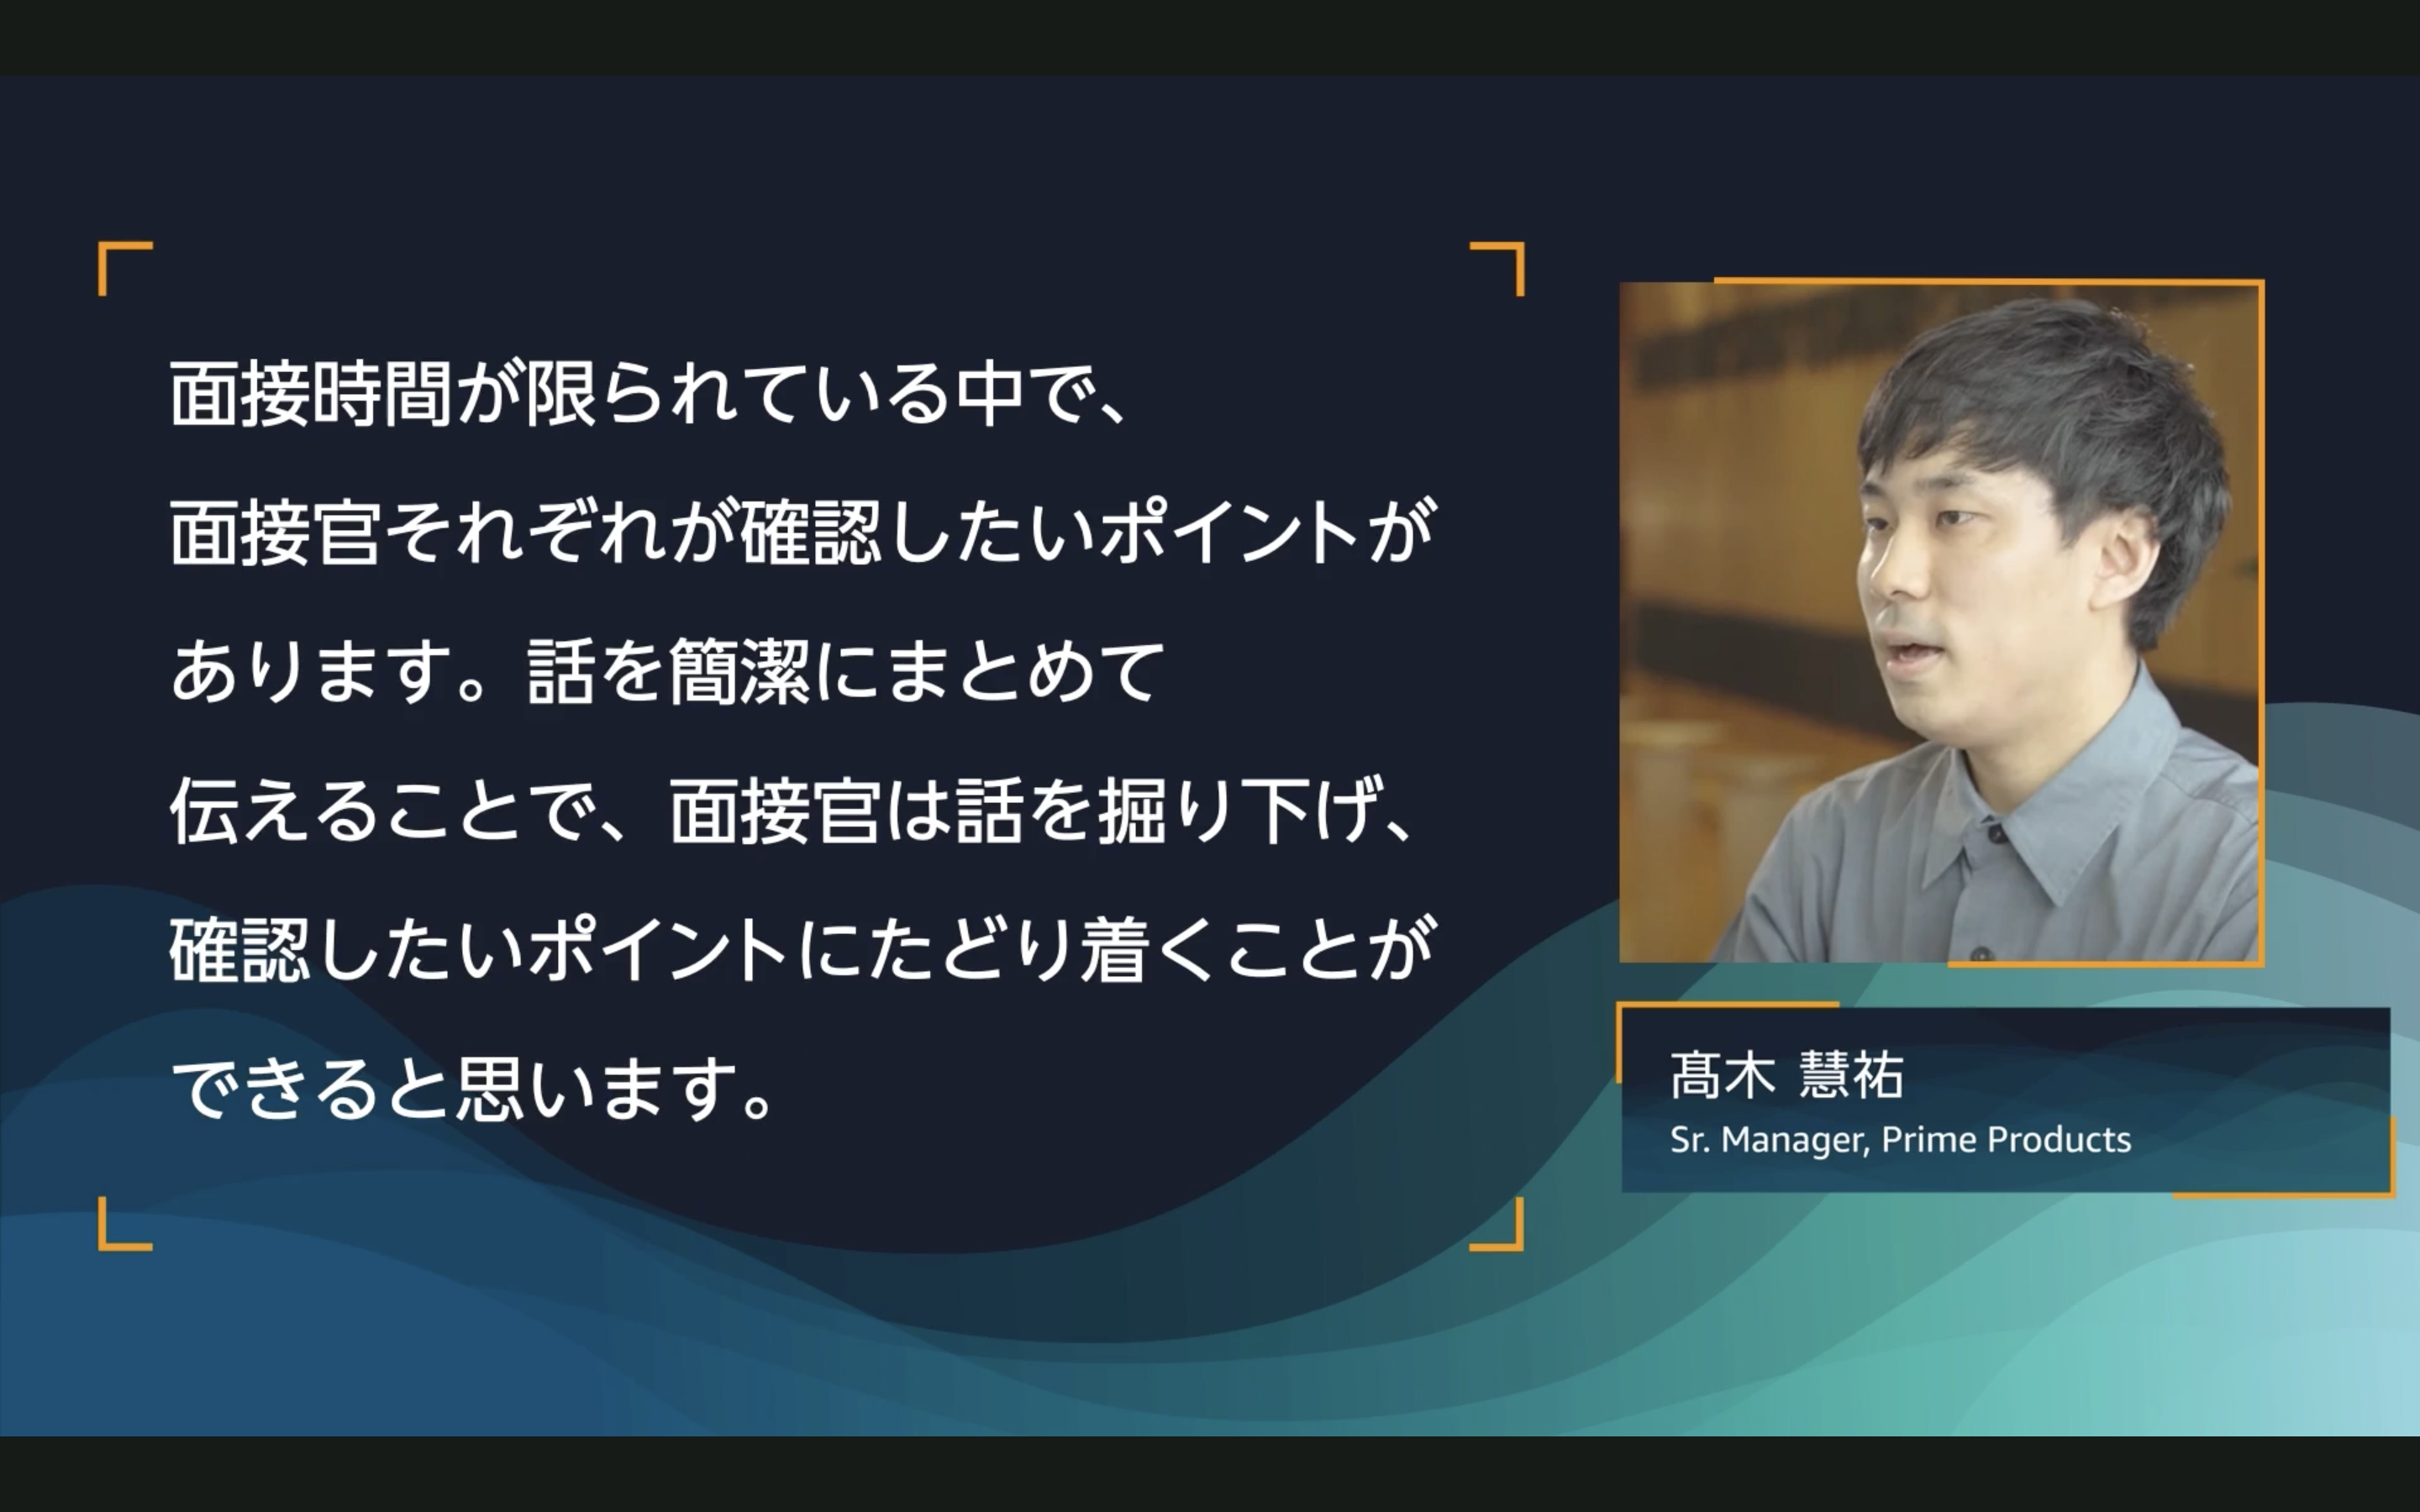 面接時間が限られている中で、
面接官それぞれが確認したいポイントが
あります。話を簡潔にまとめて
伝えることで、面接官は話を掘り下げ、
確認したいポイントにたどり着くことが
できると思います。
髙木 慧祐
Sr. Manager, Prime Products